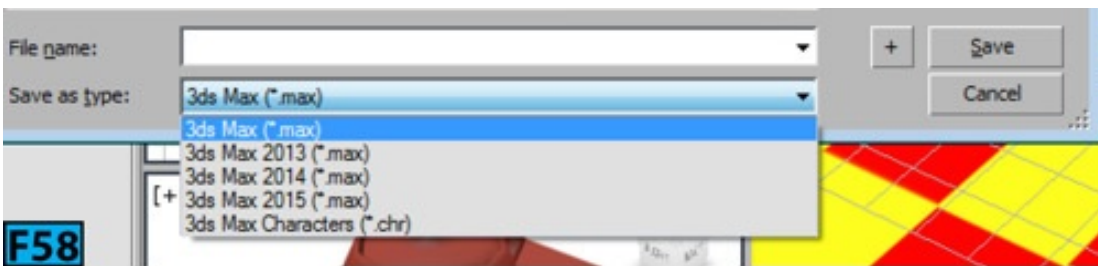 File name:
+
Save
Save as type:
3ds Max (*.max)
Cancel
3ds Max (*.max)
3ds Max 2013 (*.max)
3ds Max 2014 (*.max)
3ds Max 2015 (*.max)
3ds Max Characters (*.chr)
[+
F58